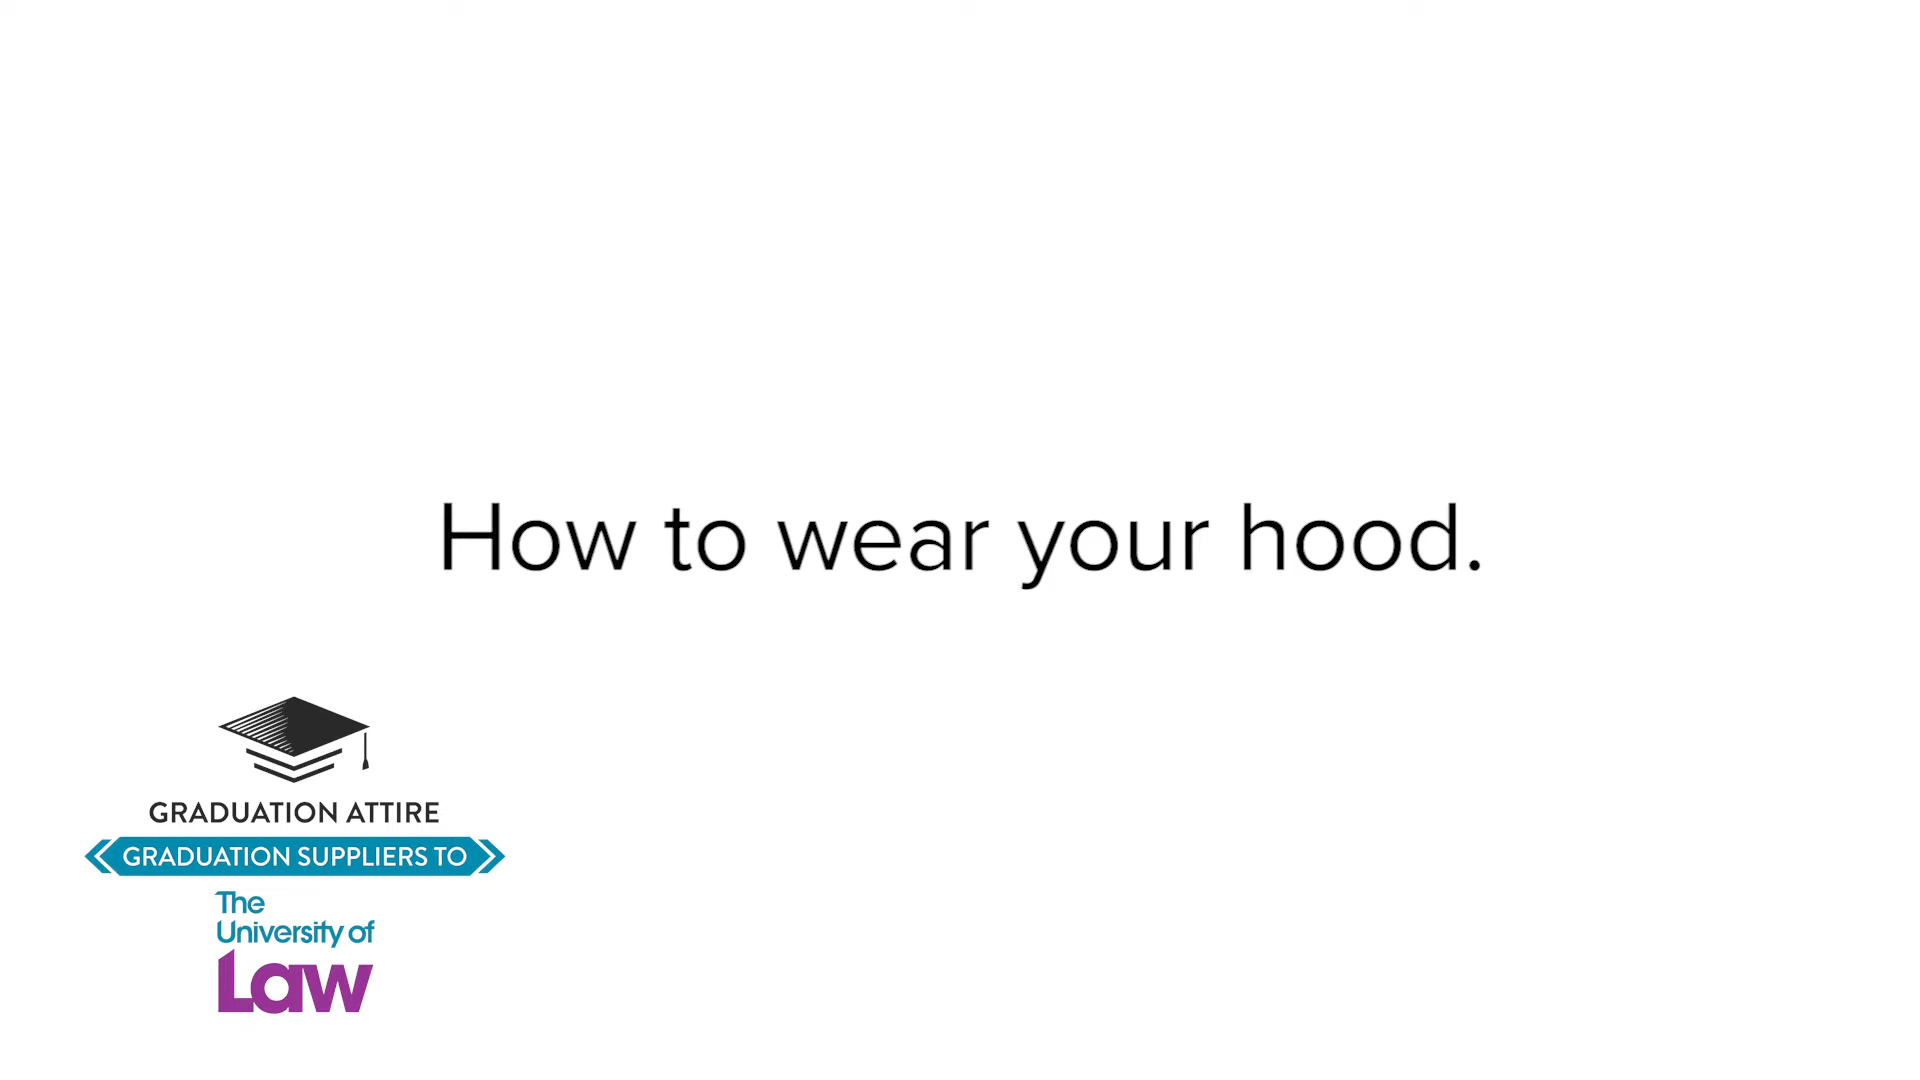 How to wear your hood.
GRADUATION ATTIRE
GRADUATION SUPPLIERS TO
The
University of
Law